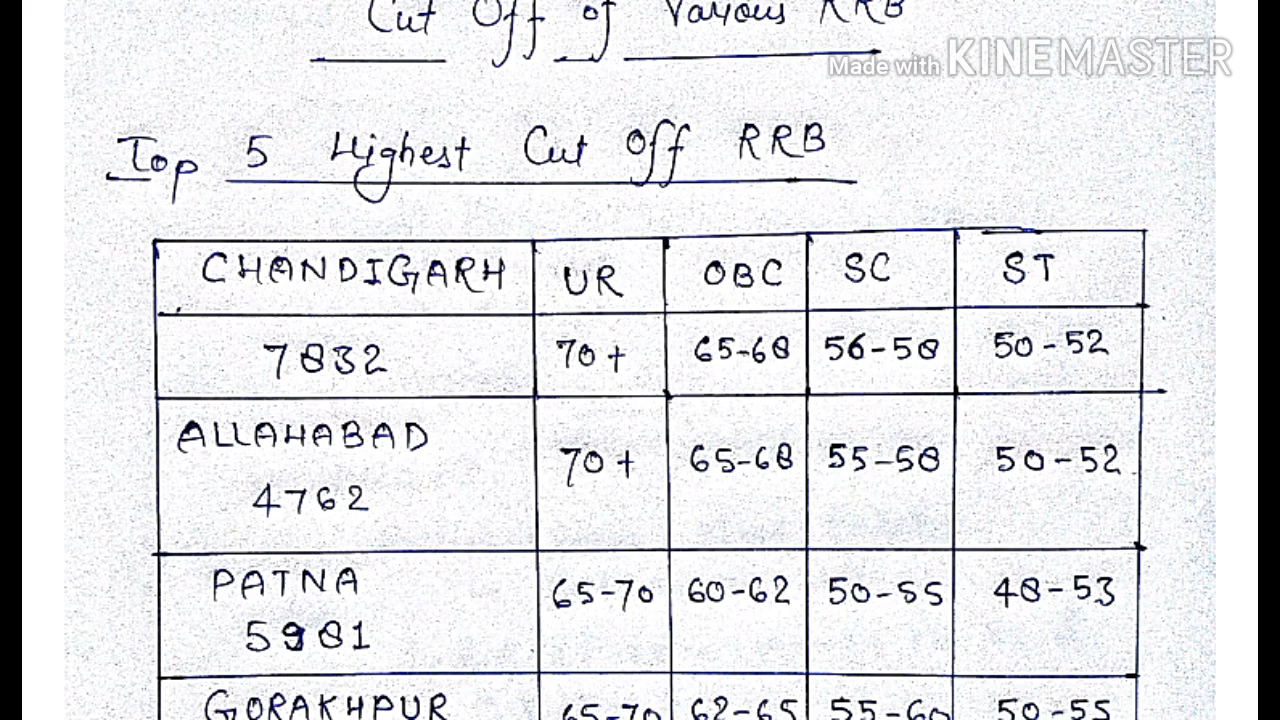 Cut Off of Various RRB
Made with KINEMASTER
Top 5 Highest Cut Off RRB
CHANDIGARH UR OBC SC ST
7832 70+ 65-68 56-58 50-52
ALLAHABAD
4762 70+ 65-68 55-58 50-52
PATNA
5981 65-70 60-62 50-55 48-53
GORAKHPUR 65-70 62-65 55-60 50-55